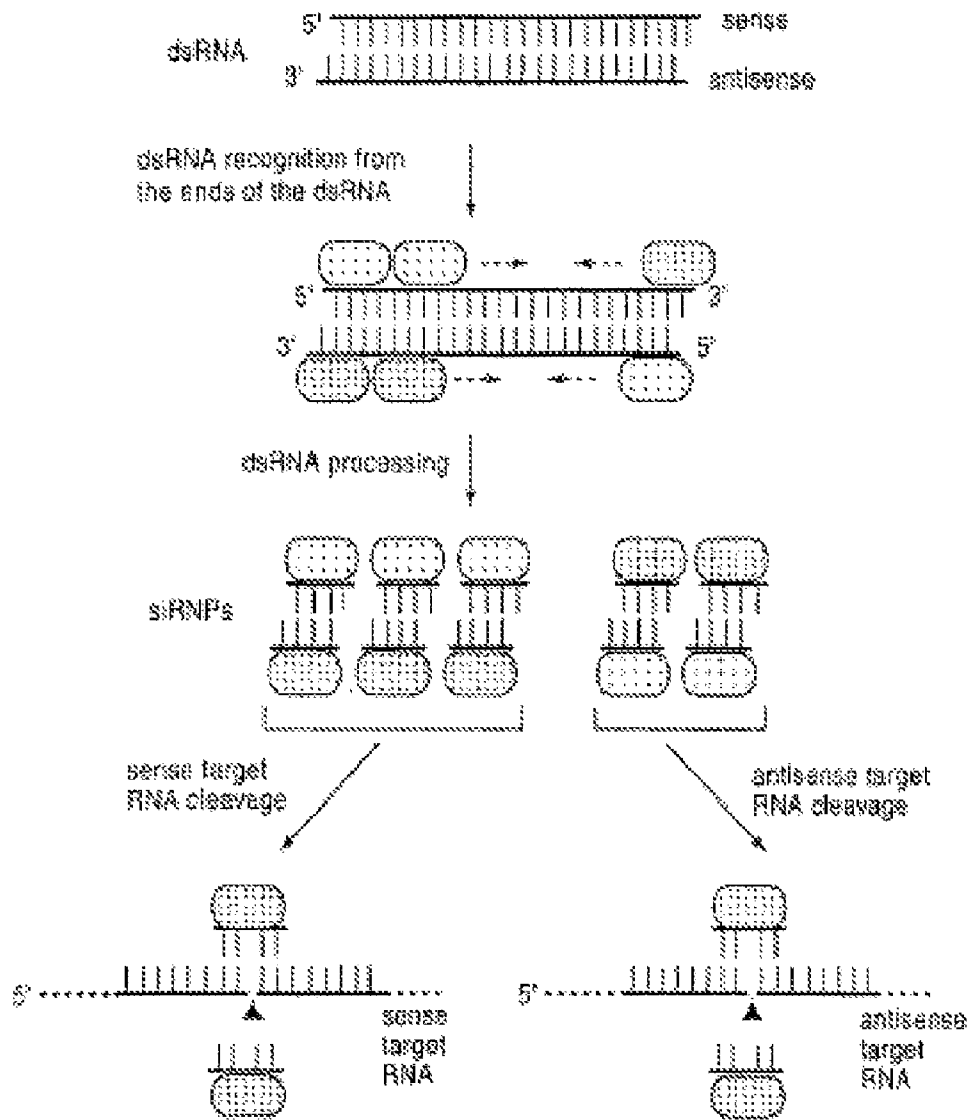 5'
sense
dsRNA
3'
antisense
dsRNA recognition from
the ends of the dsRNA
5'
3'
3'
5'
dsRNA processing
siRNPs
sense target
RNA cleavage
antisense target
RNA cleavage
5'
sense
target
RNA
5'
antisense
target
RNA